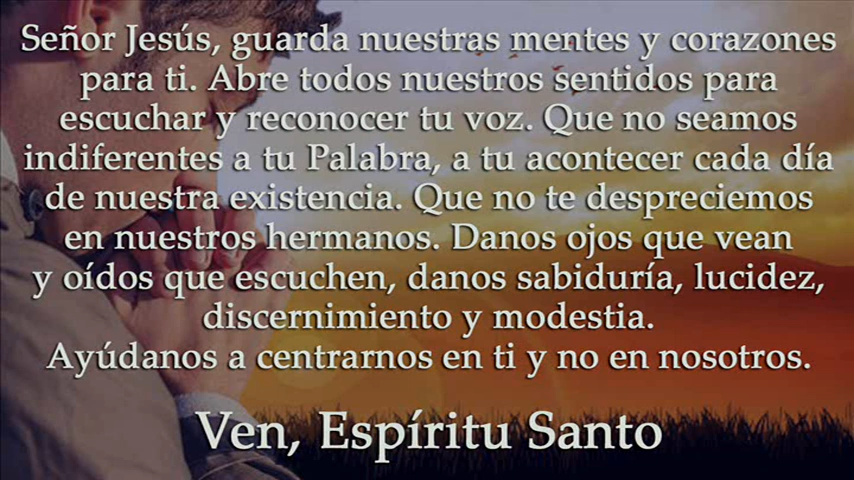 Señor Jesús, guarda nuestras mentes y corazones
para ti. Abre todos nuestros sentidos para
escuchar y reconocer tu voz. Que no seamos
indiferentes a tu Palabra, a tu acontecer cada día
de nuestra existencia. Que no te despreciemos
en nuestros hermanos. Danos ojos que vean
y oídos que escuchen, danos sabiduría, lucidez,
discernimiento y modestia.
Ayúdanos a centrarnos en ti y no en nosotros.
Ven, Espíritu Santo